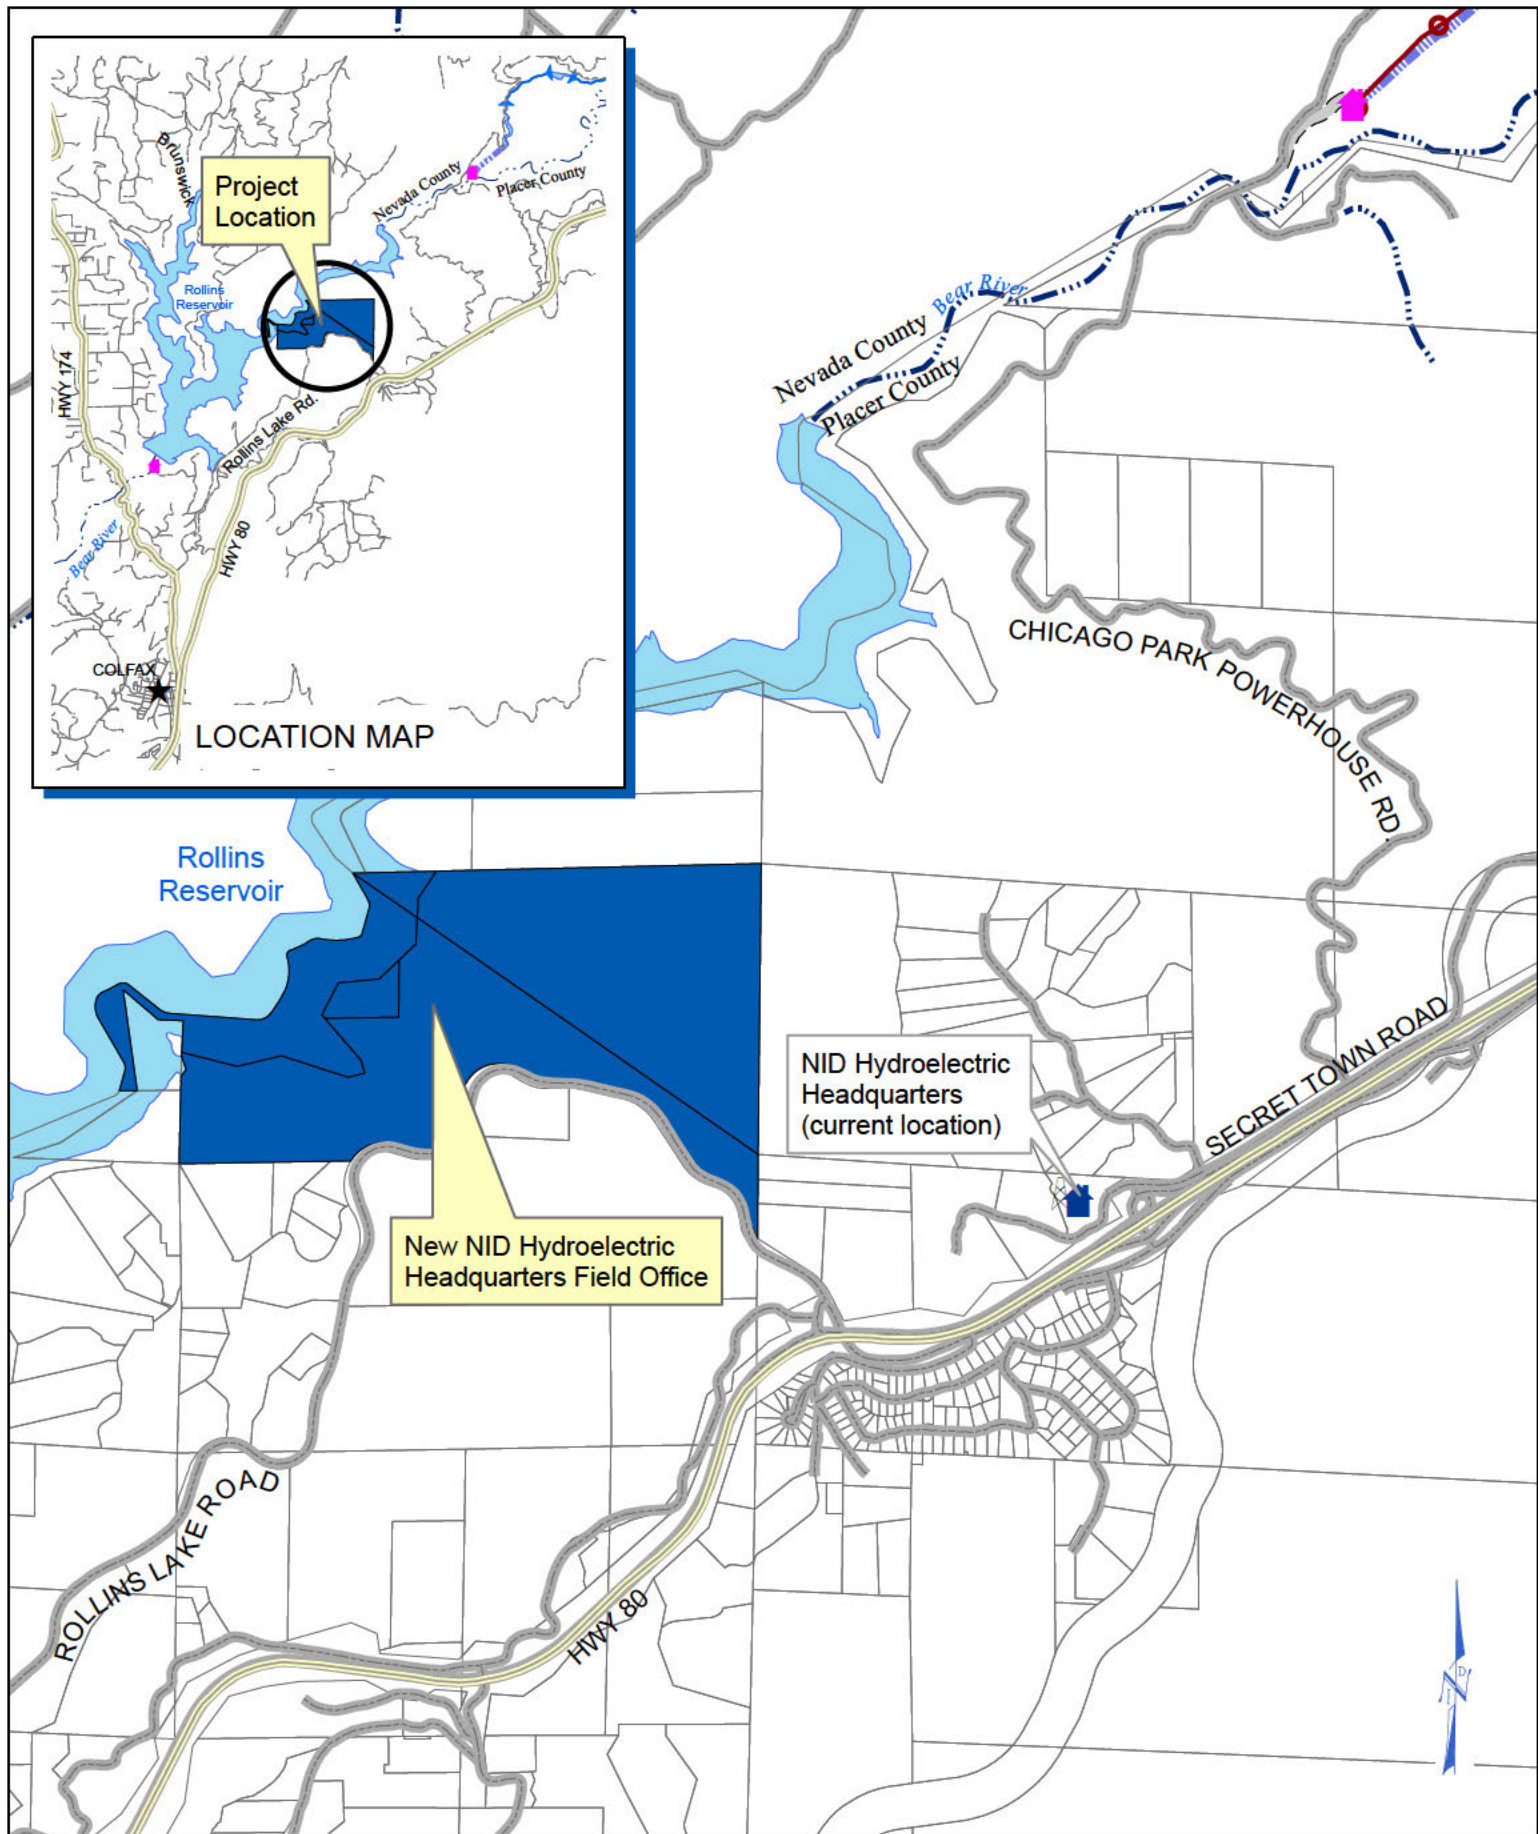 Brunswick
Project
Location
Nevada County
Placer County
Rollins
Reservoir
HWY 174
Rollins Lake Rd.
Bear River
HWY 80
COLFAX
LOCATION MAP
Bear River
Nevada County
Placer County
CHICAGO PARK POWERHOUSE RD.
Rollins
Reservoir
NID Hydroelectric
Headquarters
(current location)
SECRET TOWN ROAD
New NID Hydroelectric
Headquarters Field Office
ROLLINS LAKE ROAD
HWY 80
N
I
D